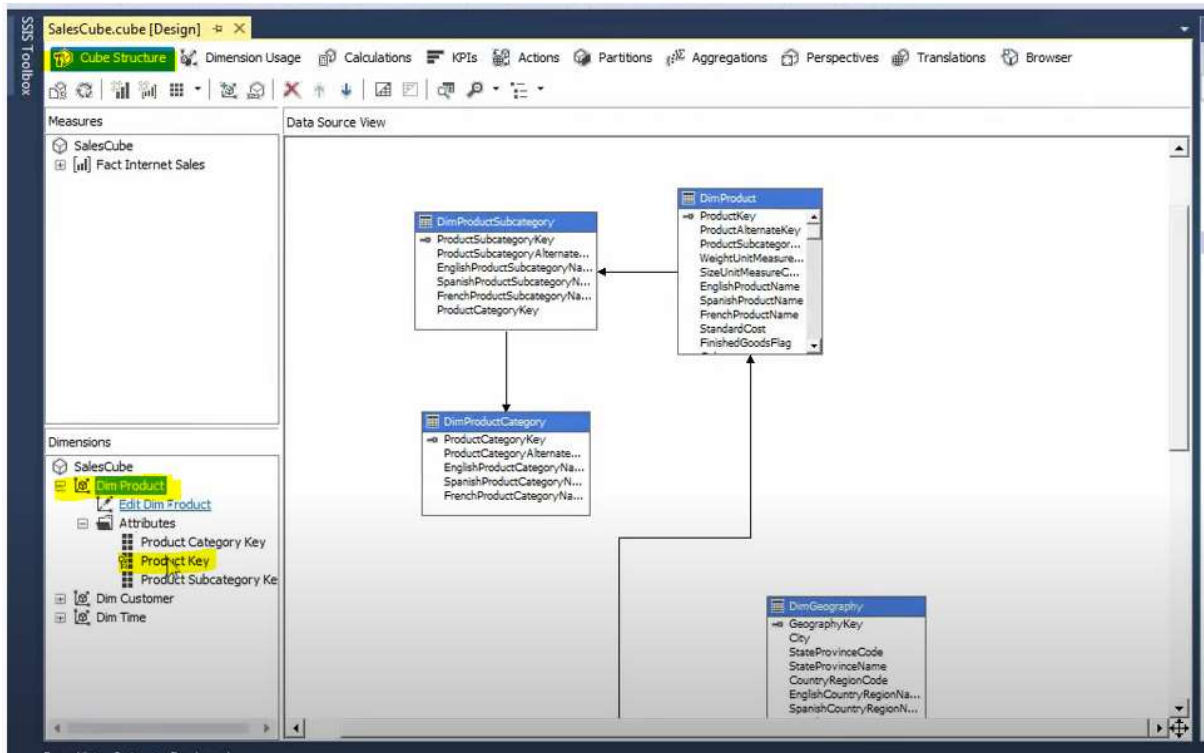 SSIS Toolbox
SalesCube.cube [Design]
Cube Structure Dimension Usage Calculations KPIs Actions Partitions Aggregations Perspectives Translations Browser
Measures
SalesCube
Fact Internet Sales
Data Source View
DimProductSubcategory
ProductSubcategoryKey
ProductSubcategoryAlternate...
EnglishProductSubcategoryNa...
SpanishProductSubcategoryN...
FrenchProductSubcategoryNa...
ProductCategoryKey
DimProduct
ProductKey
ProductAlternateKey
ProductSubcategor...
WeightUnitMeasure...
SizeUnitMeasureC...
EnglishProductName
SpanishProductName
FrenchProductName
StandardCost
FinishedGoodsFlag
DimProductCategory
ProductCategoryKey
ProductCategoryAlternate...
EnglishProductCategoryNa...
SpanishProductCategoryN...
FrenchProductCategoryNa...
DimGeography
GeographyKey
City
StateProvinceCode
StateProvinceName
CountryRegionCode
EnglishCountryRegionNa...
SpanishCountryRegionN...
Dimensions
SalesCube
Dim Product
Edit Dim Product
Attributes
Product Category Key
Product Key
Product Subcategory Ke
Dim Customer
Dim Time